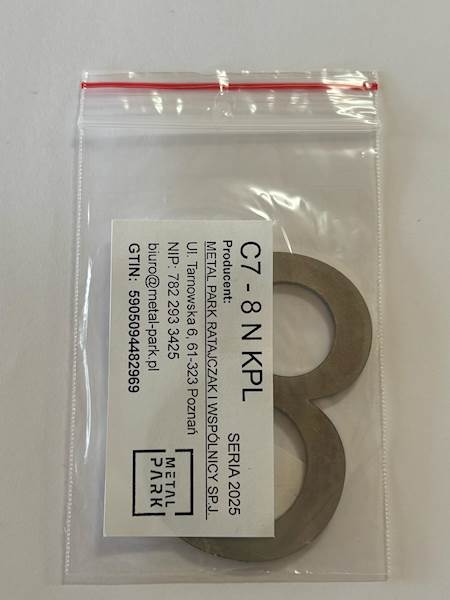 C7 - 8 N KPL
SERIA 2025
Producent:
METAL PARK RATAJCZAK I WSPÓLNICY SP.J.
Ul. Tarnowska 6, 61-323 Poznań
NIP: 782 293 3425
biuro@metal-park.pl
GTIN: 5905094482969
METAL
PARK